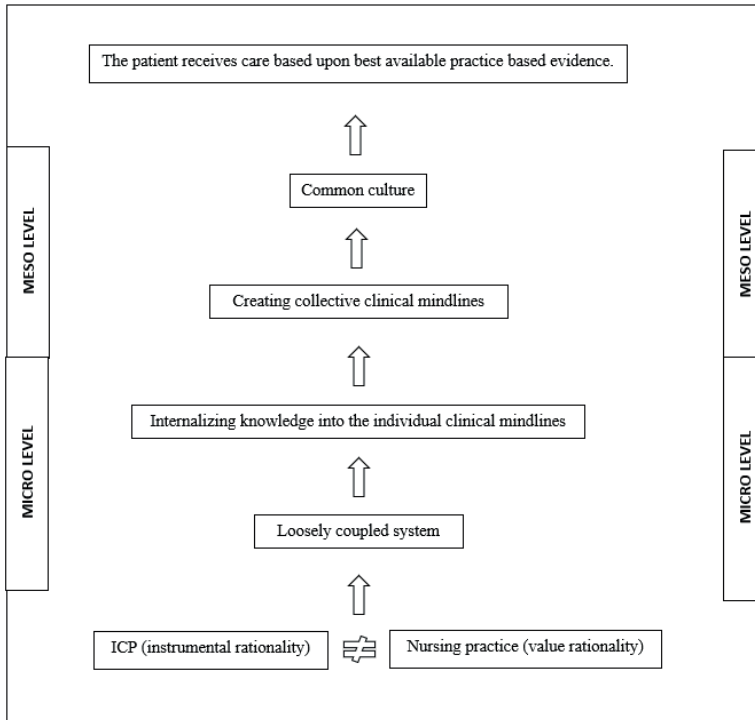 The patient receives care based upon best available practice based evidence.
Common culture
MESO LEVEL
MESO LEVEL
Creating collective clinical mindlines
Internalizing knowledge into the individual clinical mindlines
MICRO LEVEL
MICRO LEVEL
Loosely coupled system
ICP (instrumental rationality) ≠ Nursing practice (value rationality)